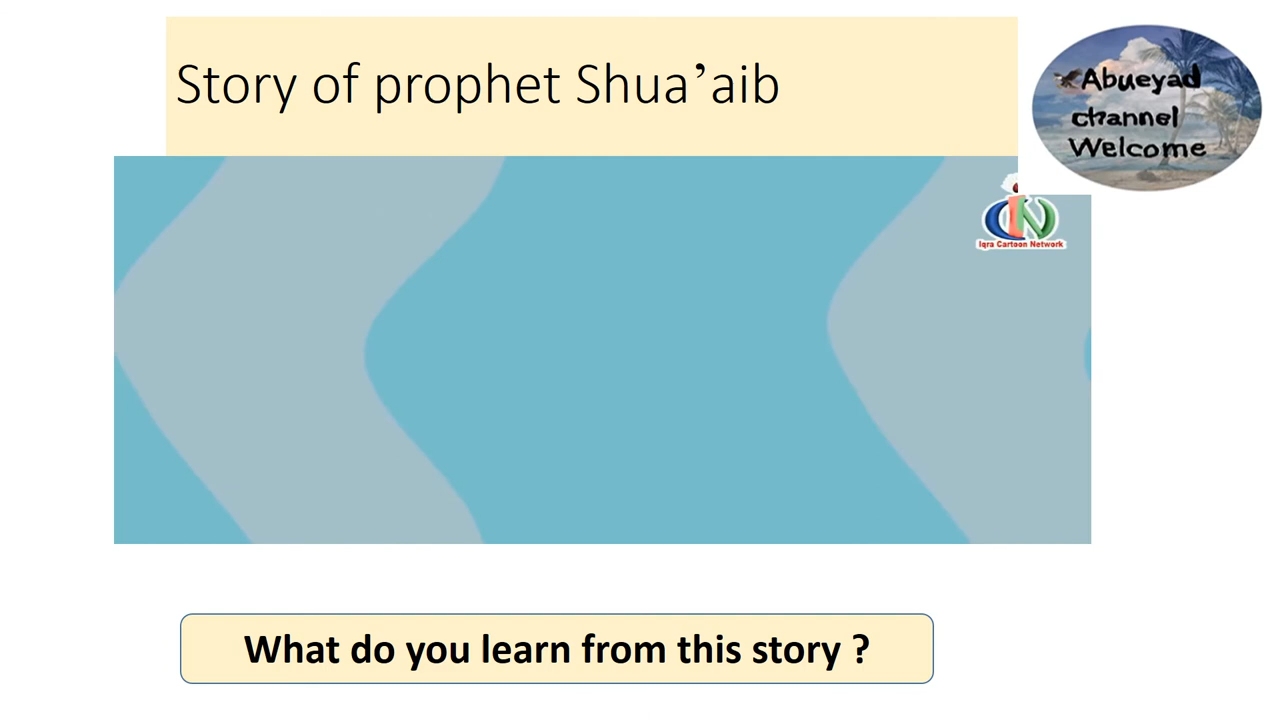 Story of prophet Shua’aib
Abueyad
channel
Welcome
Iqra Cartoon Network
What do you learn from this story ?